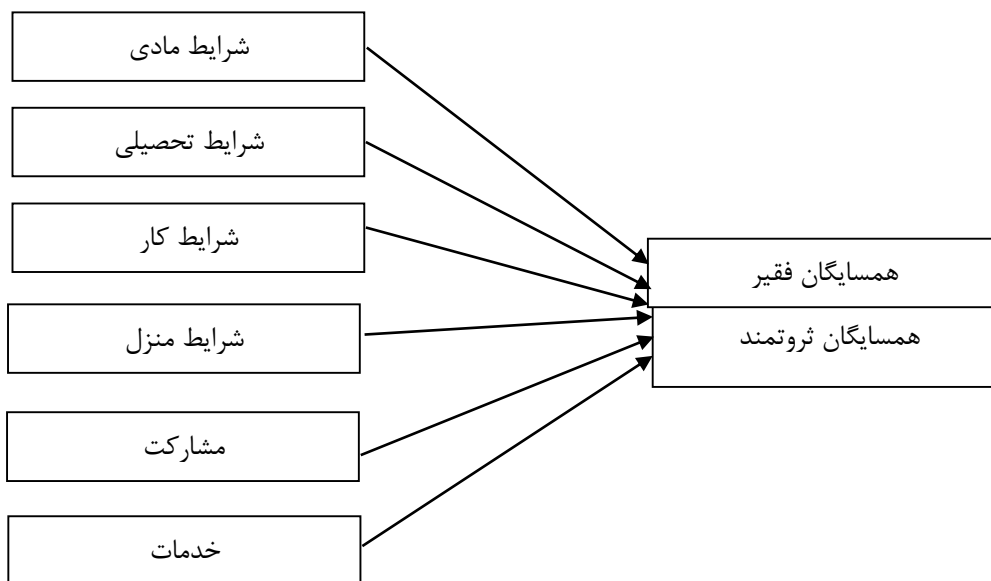 شرایط مادی
شرایط تحصیلی
شرایط کار
شرایط منزل
مشارکت
خدمات
همسایگان فقیر
همسایگان ثروتمند